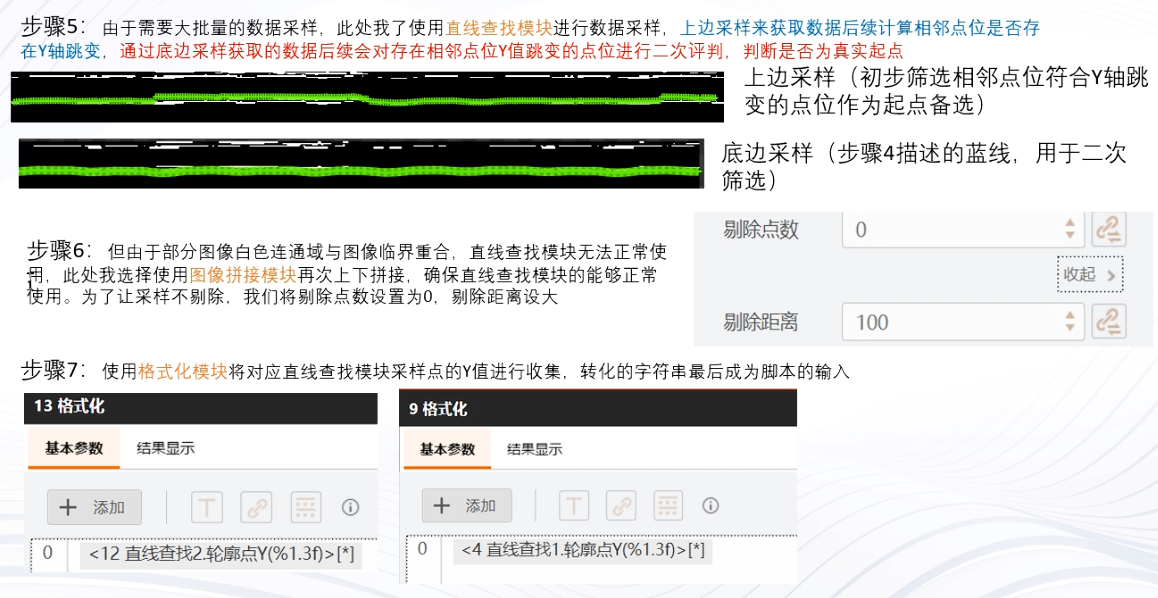 步骤5：由于需要大批量的数据采样，此处我了使用直线查找模块进行数据采样，上边采样来获取数据后续计算相邻点位是否存
在Y轴跳变，通过底边采样获取的数据后续会对存在相邻点位Y值跳变的点位进行二次评判，判断是否为真实起点
上边采样（初步筛选相邻点位符合Y轴跳
变的点位作为起点备选）
底边采样（步骤4描述的蓝线，用于二次
筛选）
步骤6：但由于部分图像白色连通域与图像临界重合，直线查找模块无法正常使
用，此处我选择使用图像拼接模块再次上下拼接，确保直线查找模块的能够正常
使用。为了让采样不剔除，我们将剔除点数设置为0，剔除距离设大
剔除点数 0
收起 >
剔除距离 100
步骤7：使用格式化模块将对应直线查找模块采样点的Y值进行收集，转化的字符串最后成为脚本的输入
13 格式化
基本参数 结果显示
+ 添加
0 <12 直线查找2.轮廓点Y(%1.3f)>[*]
9 格式化
基本参数 结果显示
+ 添加
0 <4 直线查找1.轮廓点Y(%1.3f)>[*]